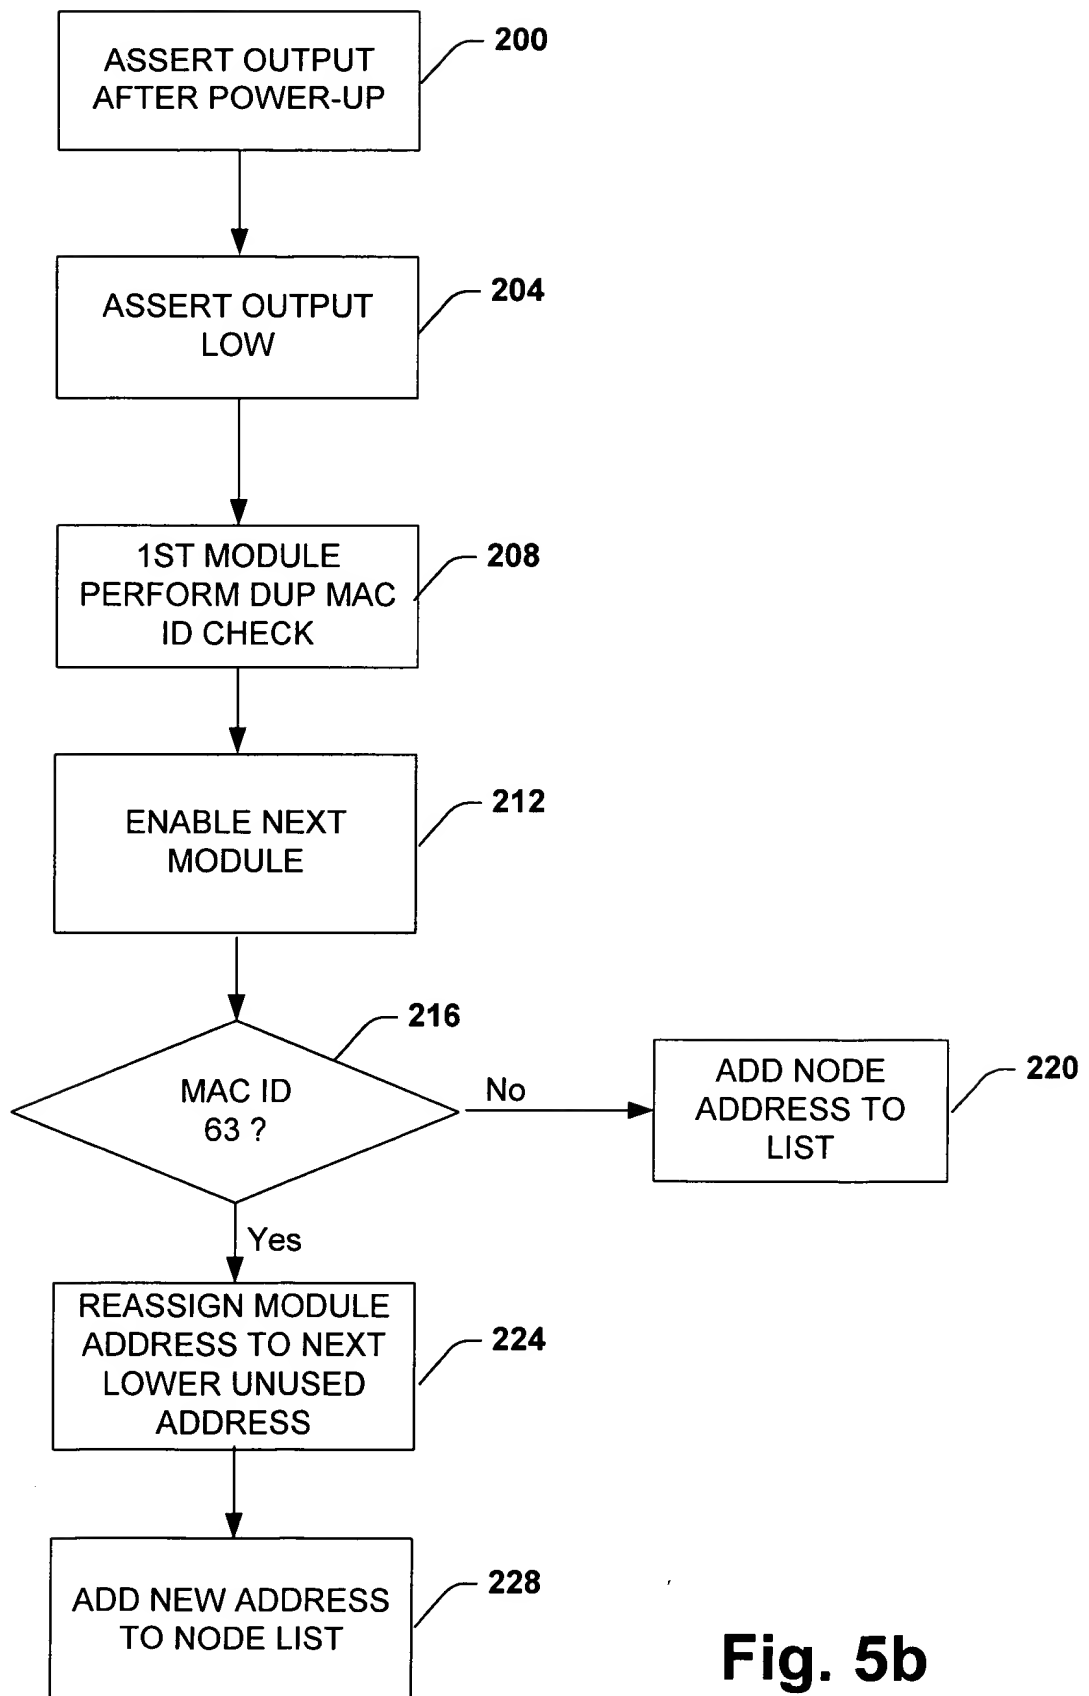 ASSERT OUTPUT
AFTER POWER-UP
200
ASSERT OUTPUT
LOW
204
1ST MODULE
PERFORM DUP MAC
ID CHECK
208
ENABLE NEXT
MODULE
212
MAC ID
63 ?
216
No
ADD NODE
ADDRESS TO
LIST
220
Yes
REASSIGN MODULE
ADDRESS TO NEXT
LOWER UNUSED
ADDRESS
224
ADD NEW ADDRESS
TO NODE LIST
228
Fig. 5b